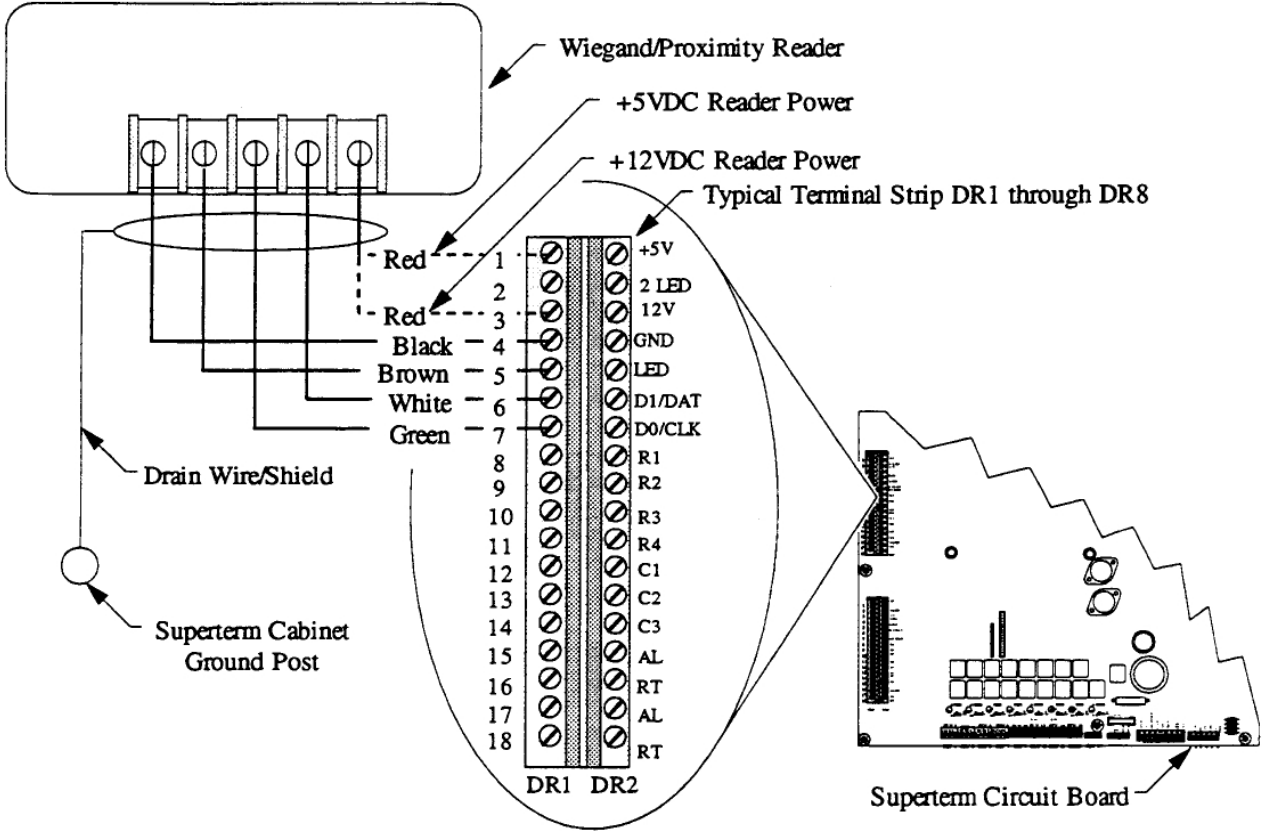 Wiegand/Proximity Reader
+5VDC Reader Power
+12VDC Reader Power
Typical Terminal Strip DR1 through DR8
Red 1 +5V
2 2 LED
Red 3 12V
Black 4 GND
Brown 5 LED
White 6 D1/DAT
Green 7 D0/CLK
8 R1
9 R2
10 R3
11 R4
12 C1
13 C2
14 C3
15 AL
16 RT
17 AL
18 RT
DR1 DR2
Drain Wire/Shield
Superterm Cabinet
Ground Post
Superterm Circuit Board